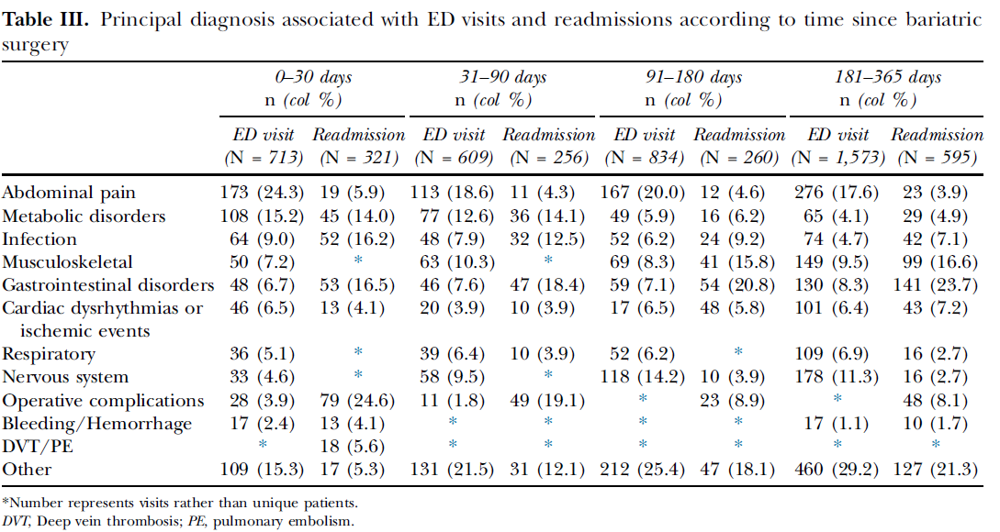 Table III. Principal diagnosis associated with ED visits and readmissions according to time since bariatric
surgery
0–30 days 31–90 days 91–180 days 181–365 days
n (col %) n (col %) n (col %) n (col %)
ED visit Readmission ED visit Readmission ED visit Readmission ED visit Readmission
(N = 713) (N = 321) (N = 609) (N = 256) (N = 834) (N = 260) (N = 1,573) (N = 595)
Abdominal pain 173 (24.3) 19 (5.9) 113 (18.6) 11 (4.3) 167 (20.0) 12 (4.6) 276 (17.6) 23 (3.9)
Metabolic disorders 108 (15.2) 45 (14.0) 77 (12.6) 36 (14.1) 49 (5.9) 16 (6.2) 65 (4.1) 29 (4.9)
Infection 64 (9.0) 52 (16.2) 48 (7.9) 32 (12.5) 52 (6.2) 24 (9.2) 74 (4.7) 42 (7.1)
Musculoskeletal 50 (7.2) * 63 (10.3) * 69 (8.3) 41 (15.8) 149 (9.5) 99 (16.6)
Gastrointestinal disorders 48 (6.7) 53 (16.5) 46 (7.6) 47 (18.4) 59 (7.1) 54 (20.8) 130 (8.3) 141 (23.7)
Cardiac dysrhythmias or 46 (6.5) 13 (4.1) 20 (3.9) 10 (3.9) 17 (6.5) 48 (5.8) 101 (6.4) 43 (7.2)
ischemic events
Respiratory 36 (5.1) * 39 (6.4) 10 (3.9) 52 (6.2) * 109 (6.9) 16 (2.7)
Nervous system 33 (4.6) * 58 (9.5) * 118 (14.2) 10 (3.9) 178 (11.3) 16 (2.7)
Operative complications 28 (3.9) 79 (24.6) 11 (1.8) 49 (19.1) * 23 (8.9) * 48 (8.1)
Bleeding/Hemorrhage 17 (2.4) 13 (4.1) * * * * 17 (1.1) 10 (1.7)
DVT/PE * 18 (5.6) * * * * * *
Other 109 (15.3) 17 (5.3) 131 (21.5) 31 (12.1) 212 (25.4) 47 (18.1) 460 (29.2) 127 (21.3)
*Number represents visits rather than unique patients.
DVT, Deep vein thrombosis; PE, pulmonary embolism.